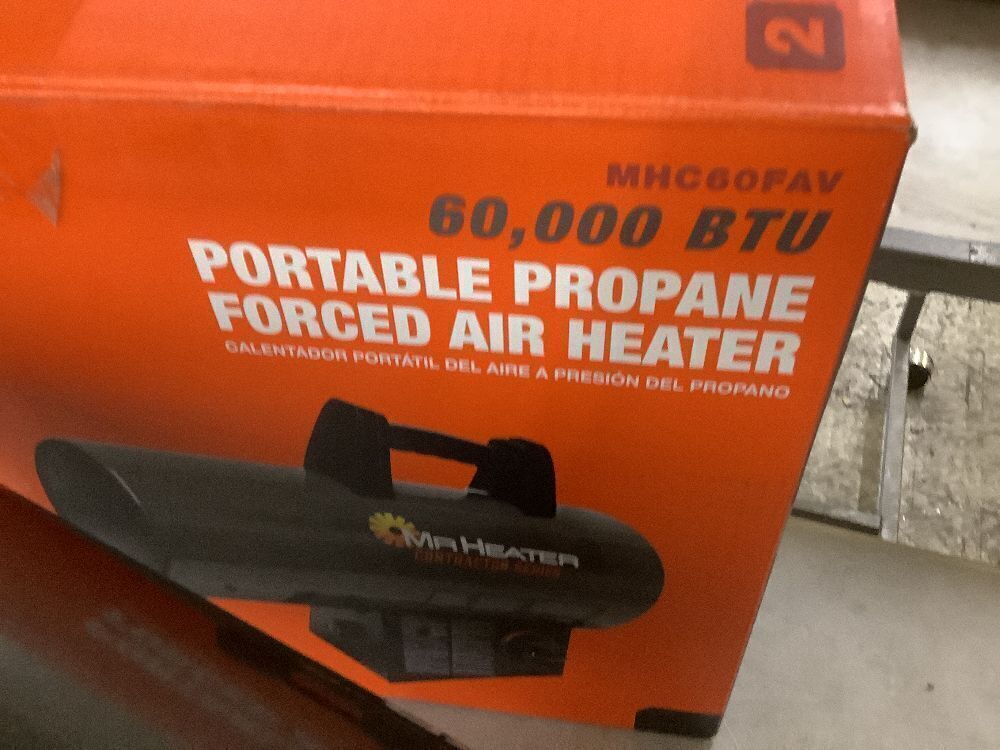 2
MHC60FAV
60,000 BTU
PORTABLE PROPANE
FORCED AIR HEATER
CALENTADOR PORTÁTIL DEL AIRE A PRESIÓN DEL PROPANO
MR HEATER
CONTRACTOR SERIES